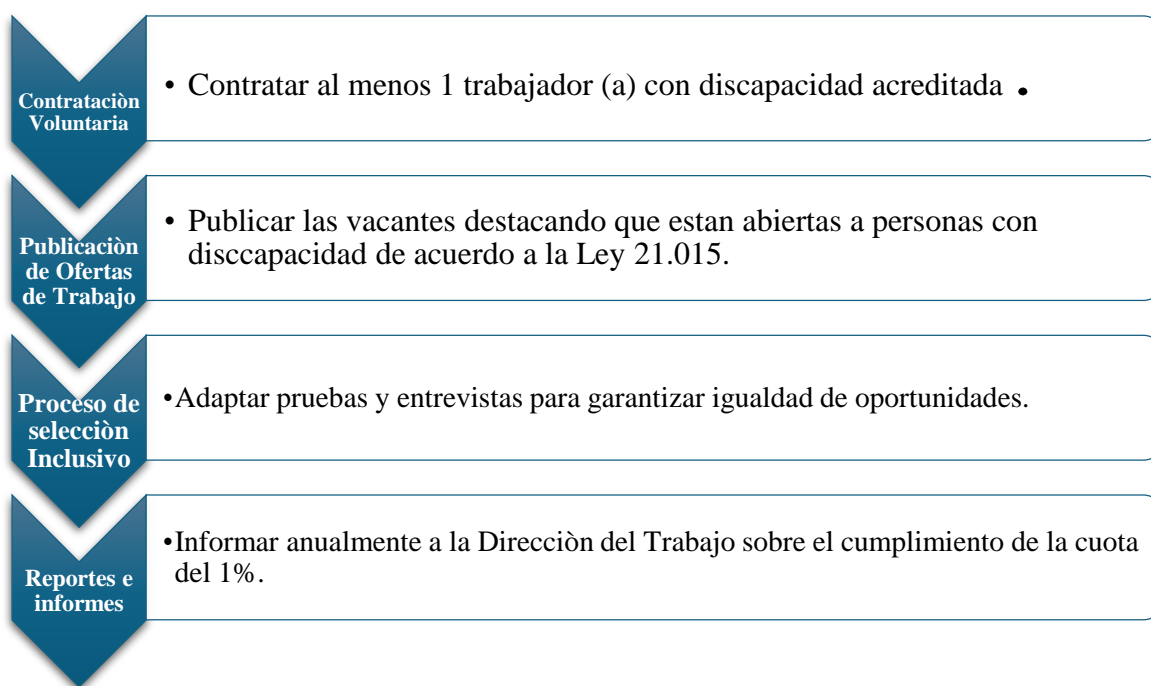 Contrataciòn
Voluntaria
• Contratar al menos 1 trabajador (a) con discapacidad acreditada .
Publicaciòn
de Ofertas
de Trabajo
• Publicar las vacantes destacando que estan abiertas a personas con
disccapacidad de acuerdo a la Ley 21.015.
Proceso de
selecciòn
Inclusivo
•Adaptar pruebas y entrevistas para garantizar igualdad de oportunidades.
Reportes e
informes
•Informar anualmente a la Direcciòn del Trabajo sobre el cumplimiento de la cuota
del 1%.